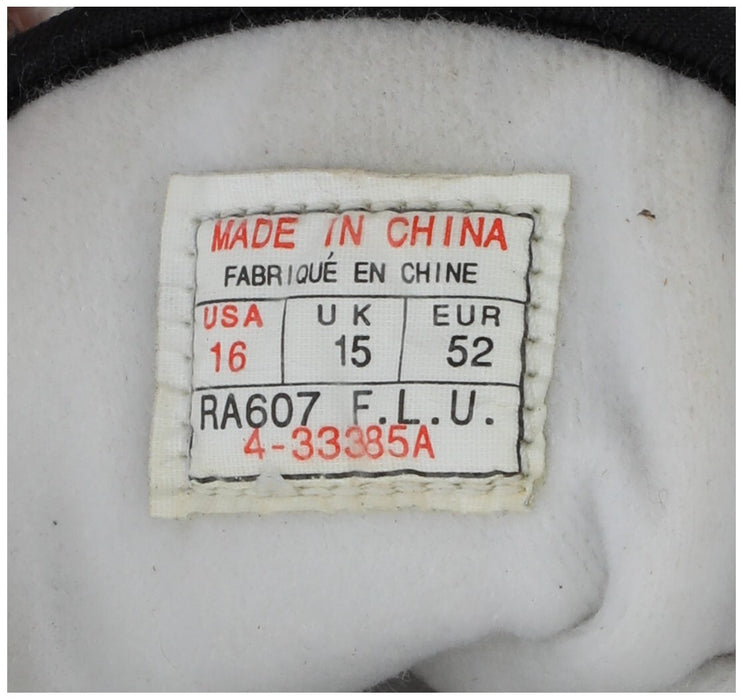 MADE IN CHINA
FABRIQUÉ EN CHINE
USA UK EUR
16 15 52
RA607 F.L.U.
4-33385A